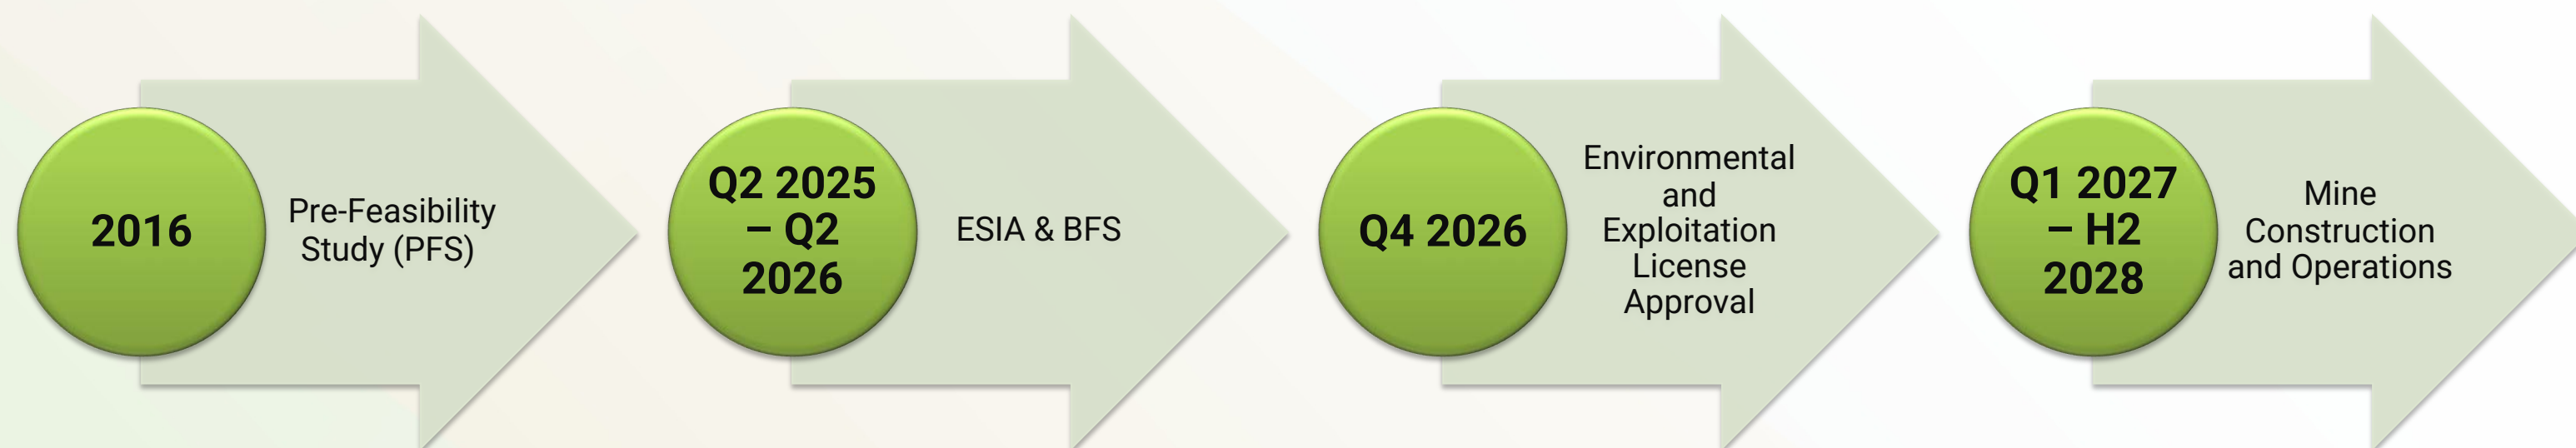 2016
Pre-Feasibility
Study (PFS)
Q2 2025
– Q2
2026
ESIA & BFS
Q4 2026
Environmental
and
Exploitation
License
Approval
Q1 2027
– H2
2028
Mine
Construction
and Operations